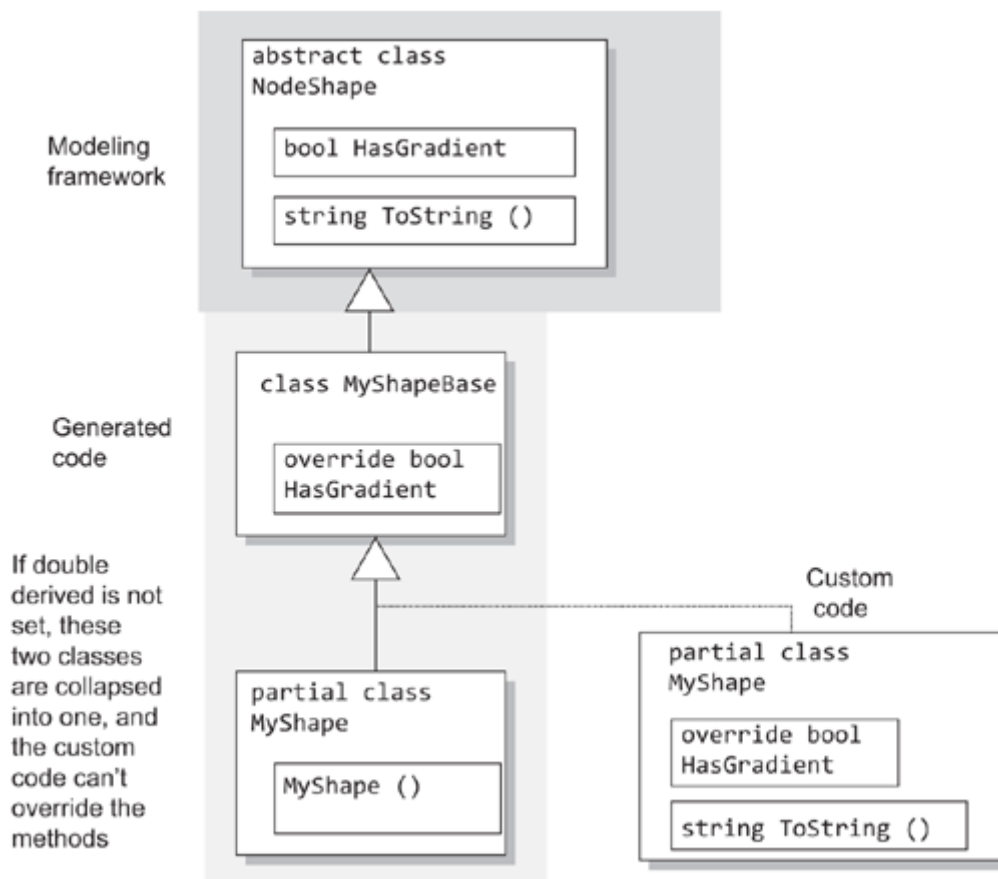 abstract class
NodeShape
Modeling
framework
bool HasGradient
string ToString ()
class MyShapeBase
Generated
code
override bool
HasGradient
If double
derived is not
set, these
two classes
are collapsed
into one, and
the custom
code can't
override the
methods
Custom
code
partial class
MyShape
MyShape ()
partial class
MyShape
override bool
HasGradient
string ToString ()